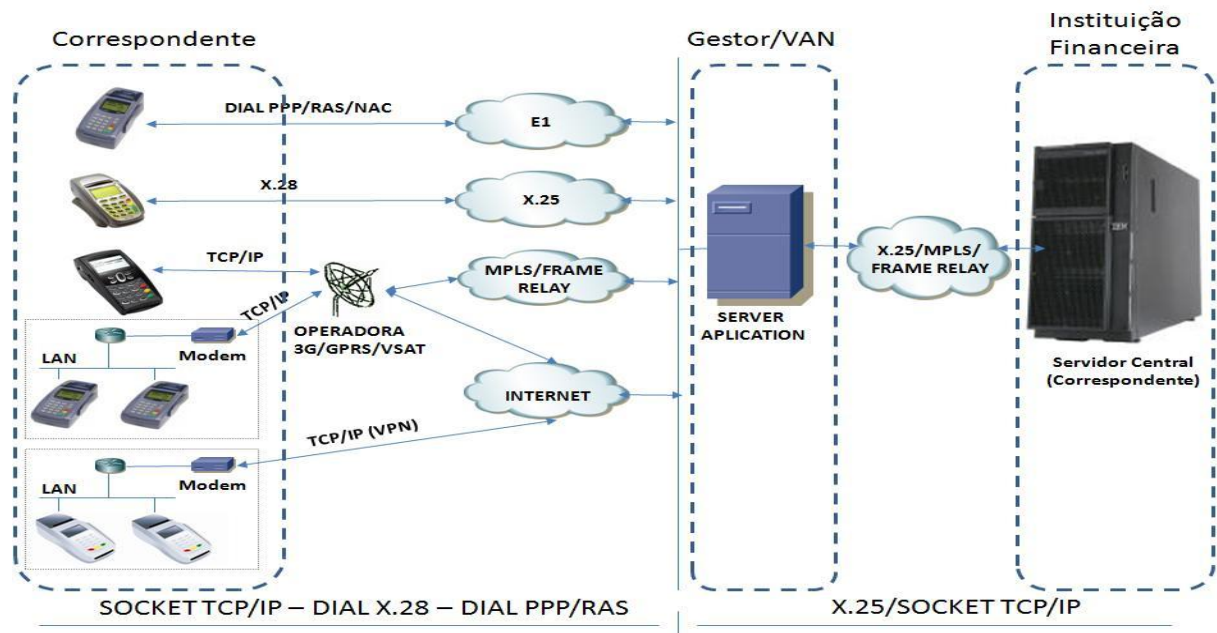 Correspondente
Gestor/VAN
Instituição
Financeira
DIAL PPP/RAS/NAC
E1
X.28
X.25
TCP/IP
MPLS/FRAME
RELAY
X.25/MPLS/
FRAME RELAY
IBM
SERVER
APLICATION
TCP/IP
OPERADORA
3G/GPRS/VSAT
LAN
Modem
INTERNET
Servidor Central
(Correspondente)
TCP/IP (VPN)
LAN
Modem
SOCKET TCP/IP – DIAL X.28 – DIAL PPP/RAS
X.25/SOCKET TCP/IP